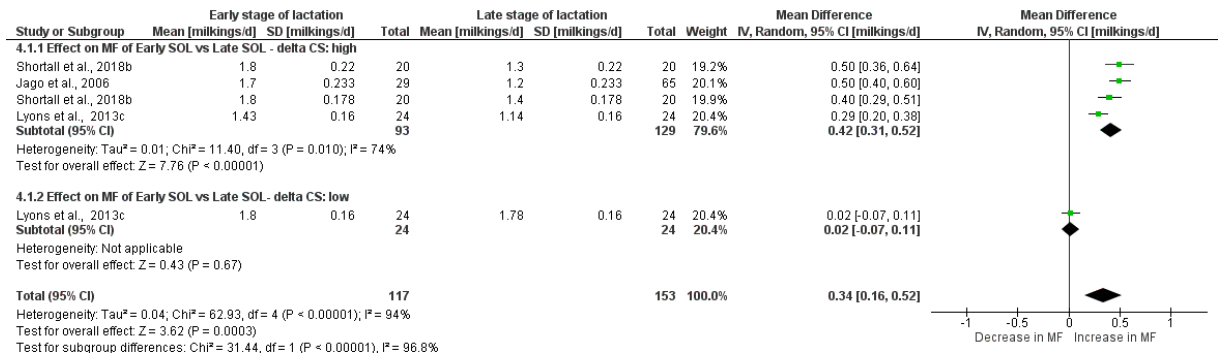 Early stage of lactation Late stage of lactation Mean Difference Mean Difference
Study or Subgroup Mean [milkings/d] SD [milkings/d] Total Mean [milkings/d] SD [milkings/d] Total Weight IV, Random, 95% CI [milkings/d] IV, Random, 95% CI [milkings/d]
4.1.1 Effect on MF of Early SOL vs Late SOL - delta CS: high
Shortall et al., 2018b 1.8 0.22 20 1.3 0.22 20 19.2% 0.50 [0.36, 0.64]
Jago et al., 2006 1.7 0.233 29 1.2 0.233 65 20.1% 0.50 [0.40, 0.60]
Shortall et al., 2018b 1.8 0.178 20 1.4 0.178 20 19.9% 0.40 [0.29, 0.51]
Lyons et al., 2013c 1.43 0.16 24 1.14 0.16 24 20.4% 0.29 [0.20, 0.38]
Subtotal (95% CI) 93 129 79.6% 0.42 [0.31, 0.52]
Heterogeneity: Tau² = 0.01; Chi² = 11.40, df = 3 (P = 0.010); I² = 74%
Test for overall effect: Z = 7.76 (P < 0.00001)
4.1.2 Effect on MF of Early SOL vs Late SOL- delta CS: low
Lyons et al., 2013c 1.8 0.16 24 1.78 0.16 24 20.4% 0.02 [-0.07, 0.11]
Subtotal (95% CI) 24 24 20.4% 0.02 [-0.07, 0.11]
Heterogeneity: Not applicable
Test for overall effect: Z = 0.43 (P = 0.67)
Total (95% CI) 117 153 100.0% 0.34 [0.16, 0.52]
Heterogeneity: Tau² = 0.04; Chi² = 62.93, df = 4 (P < 0.00001); I² = 94%
Test for overall effect: Z = 3.62 (P = 0.0003)
Test for subgroup differences: Chi² = 31.44, df = 1 (P < 0.00001), I² = 96.8%
-1 -0.5 0 0.5 1
Decrease in MF Increase in MF